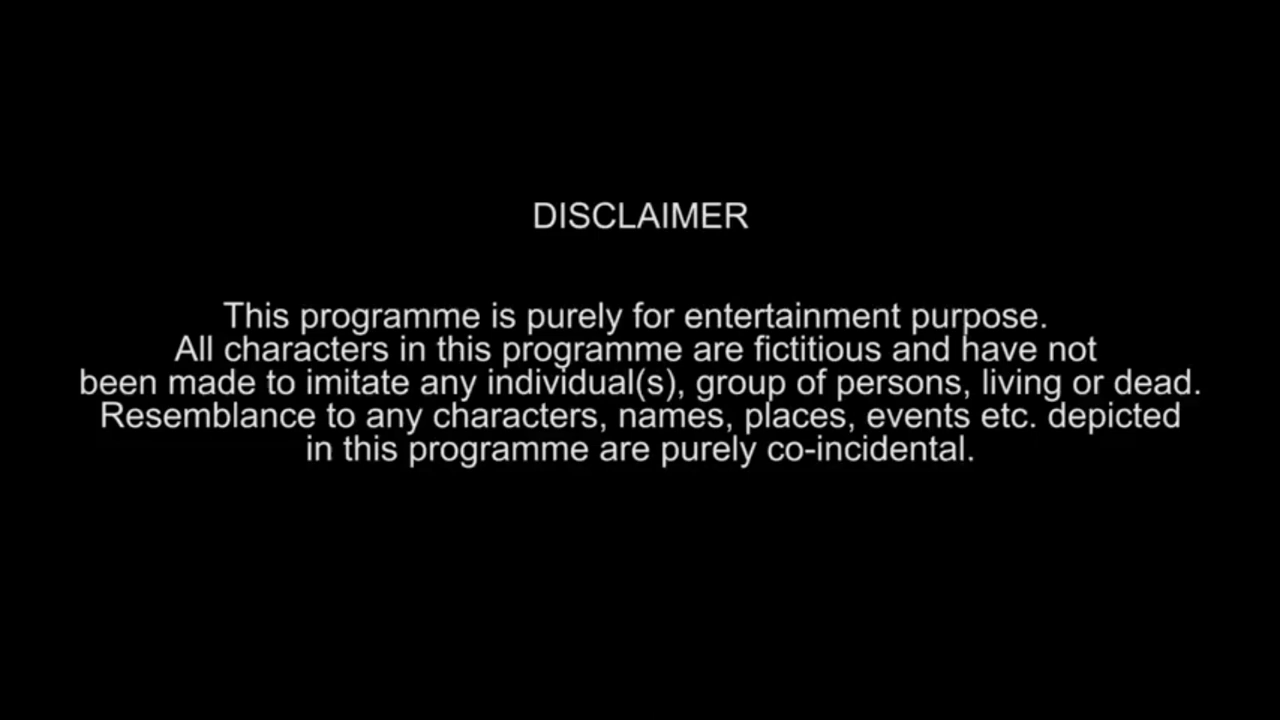 DISCLAIMER
This programme is purely for entertainment purpose.
All characters in this programme are fictitious and have not
been made to imitate any individual(s), group of persons, living or dead.
Resemblance to any characters, names, places, events etc. depicted
in this programme are purely co-incidental.